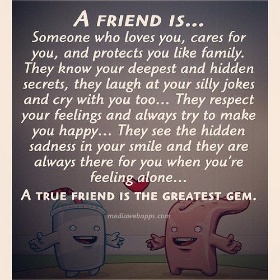 A FRIEND IS...
Someone who loves you, cares for
you, and protects you like family.
They know your deepest and hidden
secrets, they laugh at your silly jokes
and cry with you too... They respect
your feelings and always try to make
you happy... They see the hidden
sadness in your smile and they are
always there for you when you're
feeling alone...
A TRUE FRIEND IS THE GREATEST GEM.
mediawebapps.com